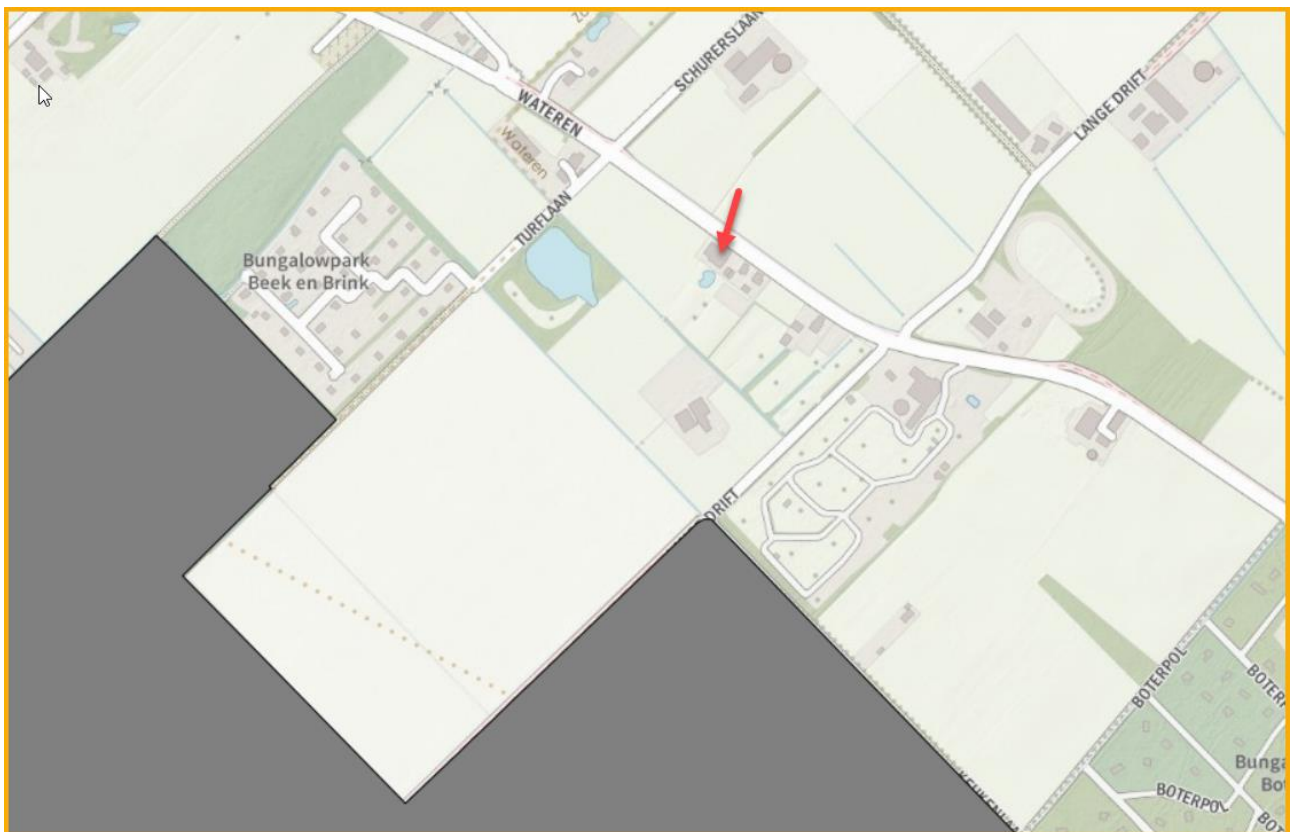 SCHURERSLAAN
WATEREN
Wateren
LANGE DRIFT
TURFLAAN
Bungalowpark
Beek en Brink
DRIFT
BOTERPOL
BOTERPOL